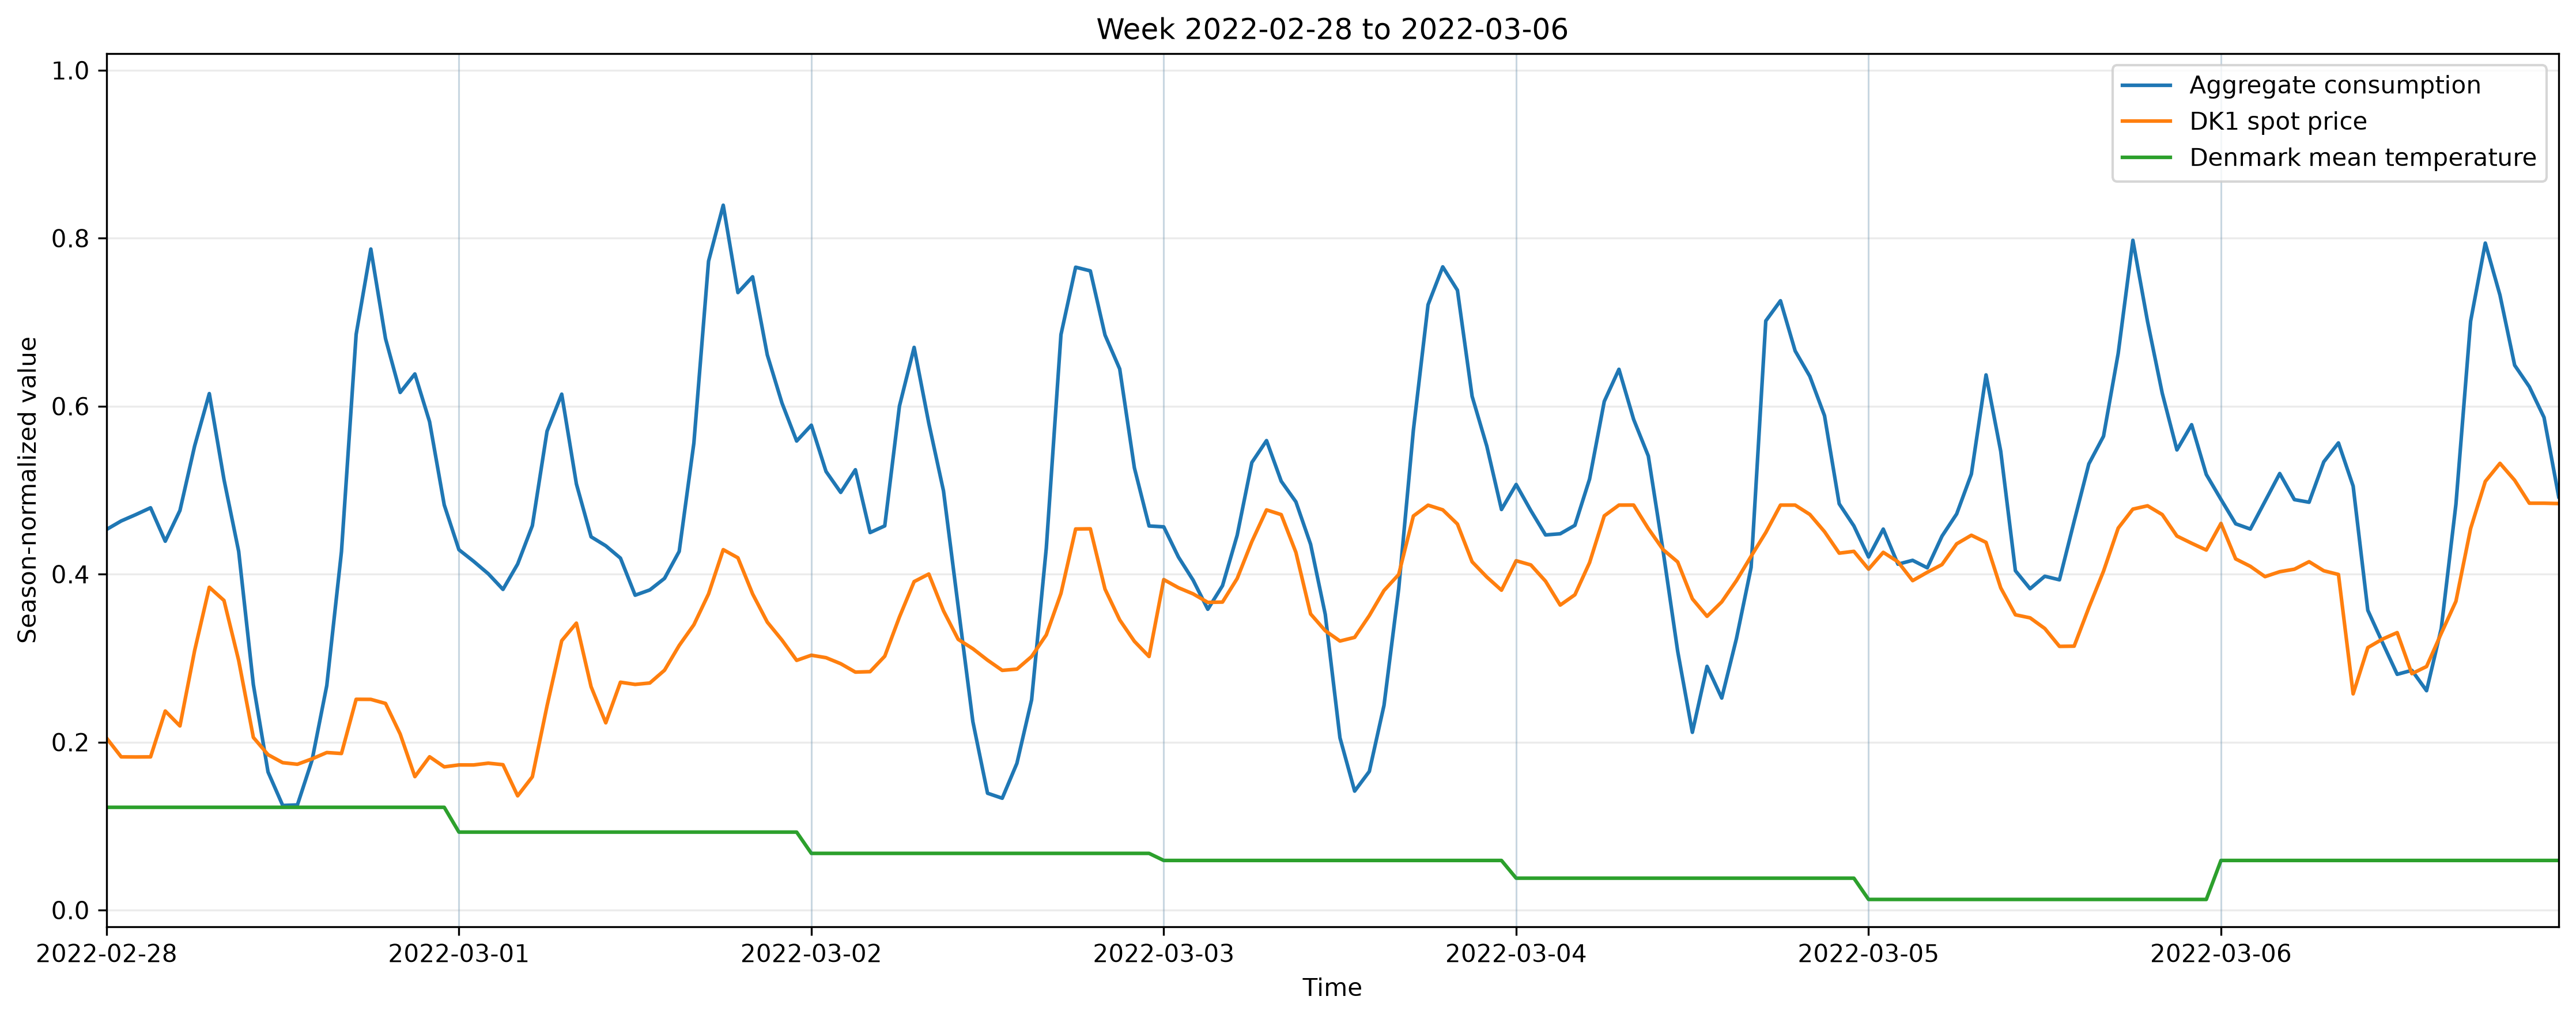 Week 2022-02-28 to 2022-03-06
Aggregate consumption
DK1 spot price
Denmark mean temperature
Season-normalized value
1.0
0.8
0.6
0.4
0.2
0.0
2022-02-28 2022-03-01 2022-03-02 2022-03-03 2022-03-04 2022-03-05 2022-03-06
Time